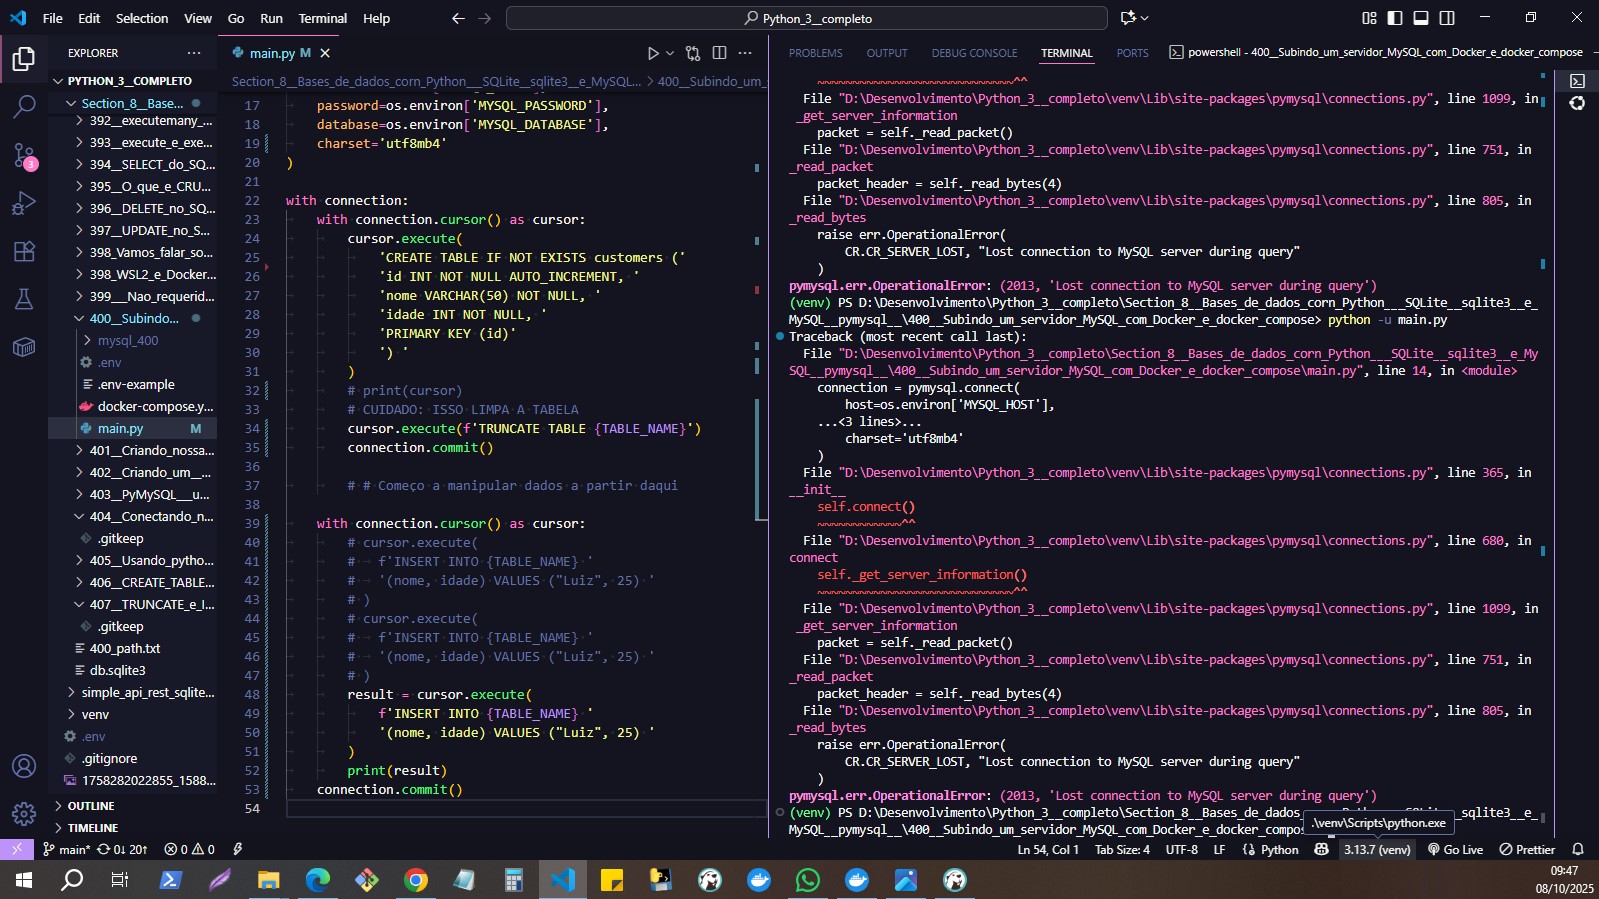 File Edit Selection View Go Run Terminal Help
Python_3__completo
EXPLORER
PYTHON_3__COMPLETO
Section_8__Base...
392__executemany_...
393__execute_e_exe...
394__SELECT_do_SQ...
395__O_que_e_CRU...
396__DELETE_no_SQ...
397__UPDATE_no_S...
398_Vamos_falar_so...
398_WSL2_e_Docker...
399___Nao_requerid...
400__Subindo...
mysql_400
.env
.env-example
docker-compose.y...
main.py M
401__Criando_nossa...
402__Criando_um__...
403__PyMySQL___u...
404__Conectando_n...
.gitkeep
405__Usando_pytho...
406__CREATE_TABLE...
407__TRUNCATE_e_I...
.gitkeep
400_path.txt
db.sqlite3
simple_api_rest_sqlite...
venv
.env
.gitignore
1758282022855_1588...
OUTLINE
TIMELINE
3
main.py M
Section_8__Bases_de_dados_corn_Python___SQLite__sqlite3__e_MySQL... > 400__Subindo_um_
17 password=os.environ['MYSQL_PASSWORD'],
18 database=os.environ['MYSQL_DATABASE'],
19 charset='utf8mb4'
20 )
21
22 with connection:
23 with connection.cursor() as cursor:
24 cursor.execute(
25 'CREATE TABLE IF NOT EXISTS customers ('
26 'id INT NOT NULL AUTO_INCREMENT, '
27 'nome VARCHAR(50) NOT NULL, '
28 'idade INT NOT NULL, '
29 'PRIMARY KEY (id)'
30 ') '
31 )
32 # print(cursor)
33 # CUIDADO: ISSO LIMPA A TABELA
34 cursor.execute(f'TRUNCATE TABLE {TABLE_NAME}')
35 connection.commit()
36
37 # # Começo a manipular dados a partir daqui
38
39 with connection.cursor() as cursor:
40 # cursor.execute(
41 # f'INSERT INTO {TABLE_NAME} '
42 # '(nome, idade) VALUES ("Luiz", 25) '
43 # )
44 # cursor.execute(
45 # f'INSERT INTO {TABLE_NAME} '
46 # '(nome, idade) VALUES ("Luiz", 25) '
47 # )
48 result = cursor.execute(
49 f'INSERT INTO {TABLE_NAME} '
50 '(nome, idade) VALUES ("Luiz", 25) '
51 )
52 print(result)
53 connection.commit()
54
PROBLEMS OUTPUT DEBUG CONSOLE TERMINAL PORTS powershell - 400__Subindo_um_servidor_MySQL_com_Docker_e_docker_compose
~~~~~~~~~~~~~~~~~~~~~~~~~~~~^^
File "D:\Desenvolvimento\Python_3__completo\venv\Lib\site-packages\pymysql\connections.py", line 1099, in
_get_server_information
packet = self._read_packet()
File "D:\Desenvolvimento\Python_3__completo\venv\Lib\site-packages\pymysql\connections.py", line 751, in
_read_packet
packet_header = self._read_bytes(4)
File "D:\Desenvolvimento\Python_3__completo\venv\Lib\site-packages\pymysql\connections.py", line 805, in
_read_bytes
raise err.OperationalError(
CR.CR_SERVER_LOST, "Lost connection to MySQL server during query"
)
pymysql.err.OperationalError: (2013, 'Lost connection to MySQL server during query')
(venv) PS D:\Desenvolvimento\Python_3__completo\Section_8__Bases_de_dados_corn_Python___SQLite__sqlite3__e_
MySQL__pymysql__\400__Subindo_um_servidor_MySQL_com_Docker_e_docker_compose> python -u main.py
Traceback (most recent call last):
File "D:\Desenvolvimento\Python_3__completo\Section_8__Bases_de_dados_corn_Python___SQLite__sqlite3__e_My
SQL__pymysql__\400__Subindo_um_servidor_MySQL_com_Docker_e_docker_compose\main.py", line 14, in <module>
connection = pymysql.connect(
host=os.environ['MYSQL_HOST'],
...<3 lines>...
charset='utf8mb4'
)
File "D:\Desenvolvimento\Python_3__completo\venv\Lib\site-packages\pymysql\connections.py", line 365, in
__init__
self.connect()
~~~~~~~~~~~~^^
File "D:\Desenvolvimento\Python_3__completo\venv\Lib\site-packages\pymysql\connections.py", line 680, in
connect
self._get_server_information()
~~~~~~~~~~~~~~~~~~~~~~~~~~~~^^
File "D:\Desenvolvimento\Python_3__completo\venv\Lib\site-packages\pymysql\connections.py", line 1099, in
_get_server_information
packet = self._read_packet()
File "D:\Desenvolvimento\Python_3__completo\venv\Lib\site-packages\pymysql\connections.py", line 751, in
_read_packet
packet_header = self._read_bytes(4)
File "D:\Desenvolvimento\Python_3__completo\venv\Lib\site-packages\pymysql\connections.py", line 805, in
_read_bytes
raise err.OperationalError(
CR.CR_SERVER_LOST, "Lost connection to MySQL server during query"
)
pymysql.err.OperationalError: (2013, 'Lost connection to MySQL server during query')
(venv) PS D:\Desenvolvimento\Python_3__completo\Section_8__Bases_de_dados_ _sqlite3__e_
MySQL__pymysql__\400__Subindo_um_servidor_MySQL_com_Docker_e_docker_compos
.\venv\Scripts\python.exe
main* 0↓ 20↑ 0 0 Ln 54, Col 1 Tab Size: 4 UTF-8 LF Python 3.13.7 (venv) Go Live Prettier
09:47
08/10/2025